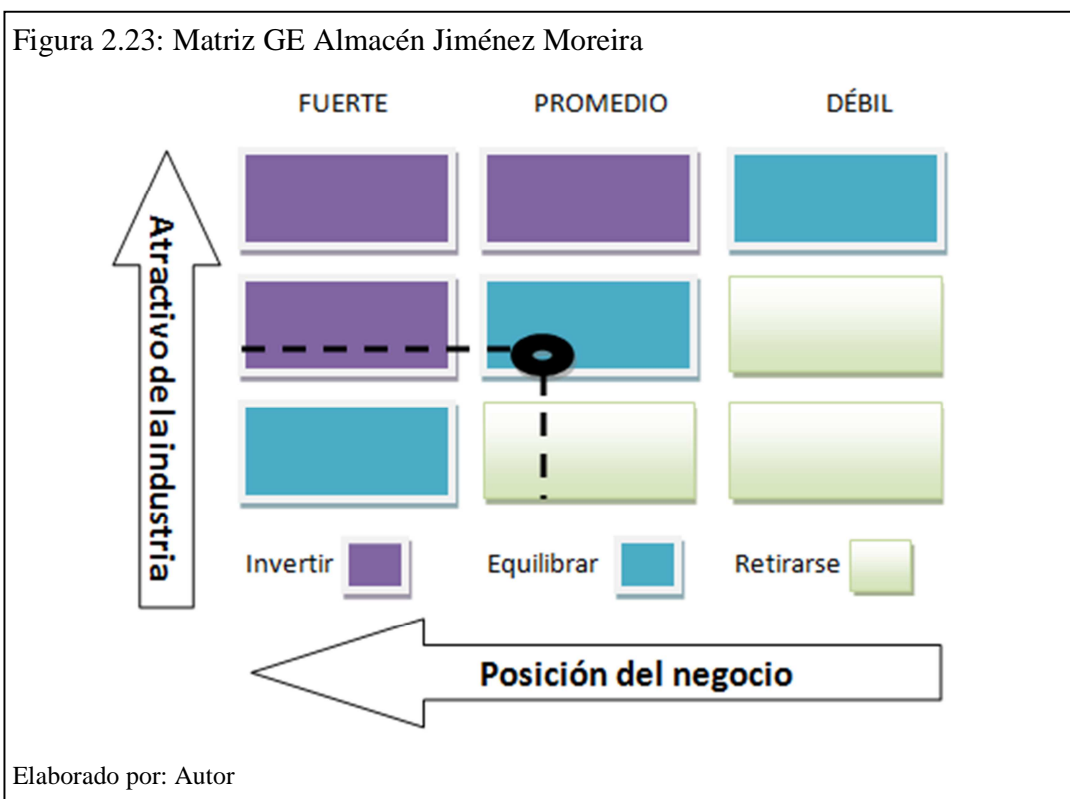 Figura 2.23: Matriz GE Almacén Jiménez Moreira
FUERTE PROMEDIO DÉBIL
Atractivo de la industria
Invertir Equilibrar Retirarse
Posición del negocio
Elaborado por: Autor